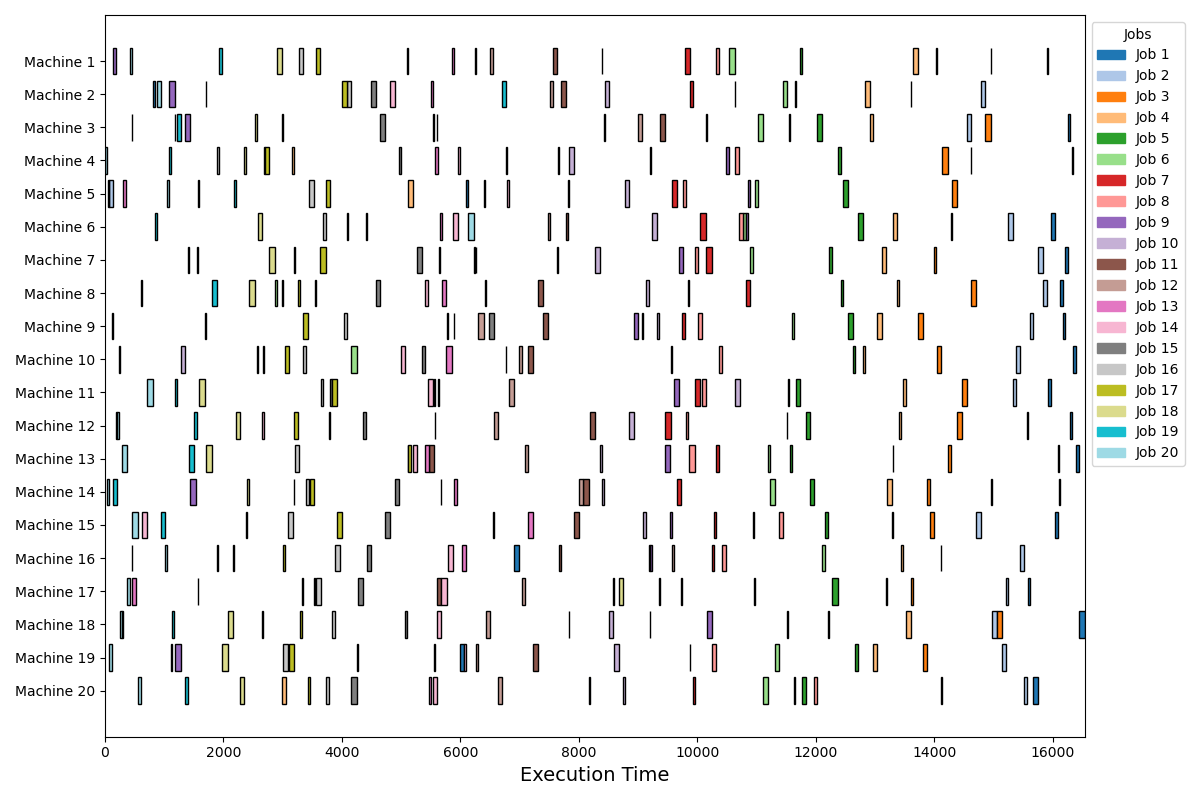 Machine 1
Machine 2
Machine 3
Machine 4
Machine 5
Machine 6
Machine 7
Machine 8
Machine 9
Machine 10
Machine 11
Machine 12
Machine 13
Machine 14
Machine 15
Machine 16
Machine 17
Machine 18
Machine 19
Machine 20
0 2000 4000 6000 8000 10000 12000 14000 16000
Execution Time
Jobs
Job 1
Job 2
Job 3
Job 4
Job 5
Job 6
Job 7
Job 8
Job 9
Job 10
Job 11
Job 12
Job 13
Job 14
Job 15
Job 16
Job 17
Job 18
Job 19
Job 20